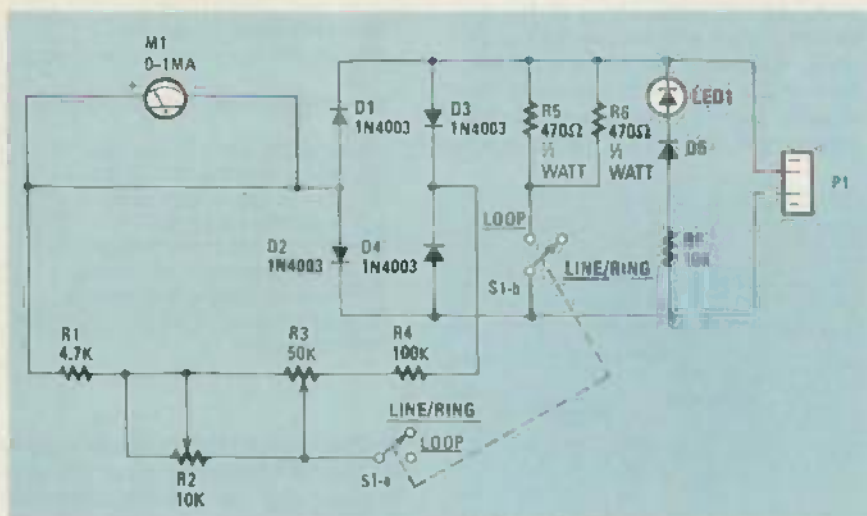 M1
0-1MA
+
D1
1N4003
D3
1N4003
R5
470Ω
½
WATT
R6
470Ω
½
WATT
LED1
P1
D2
1N4003
D4
1N4003
LOOP
LINE/RING
S1-b
R1
4.7K
R3
50K
R4
100K
LINE/RING
LOOP
S1-a
R2
10K